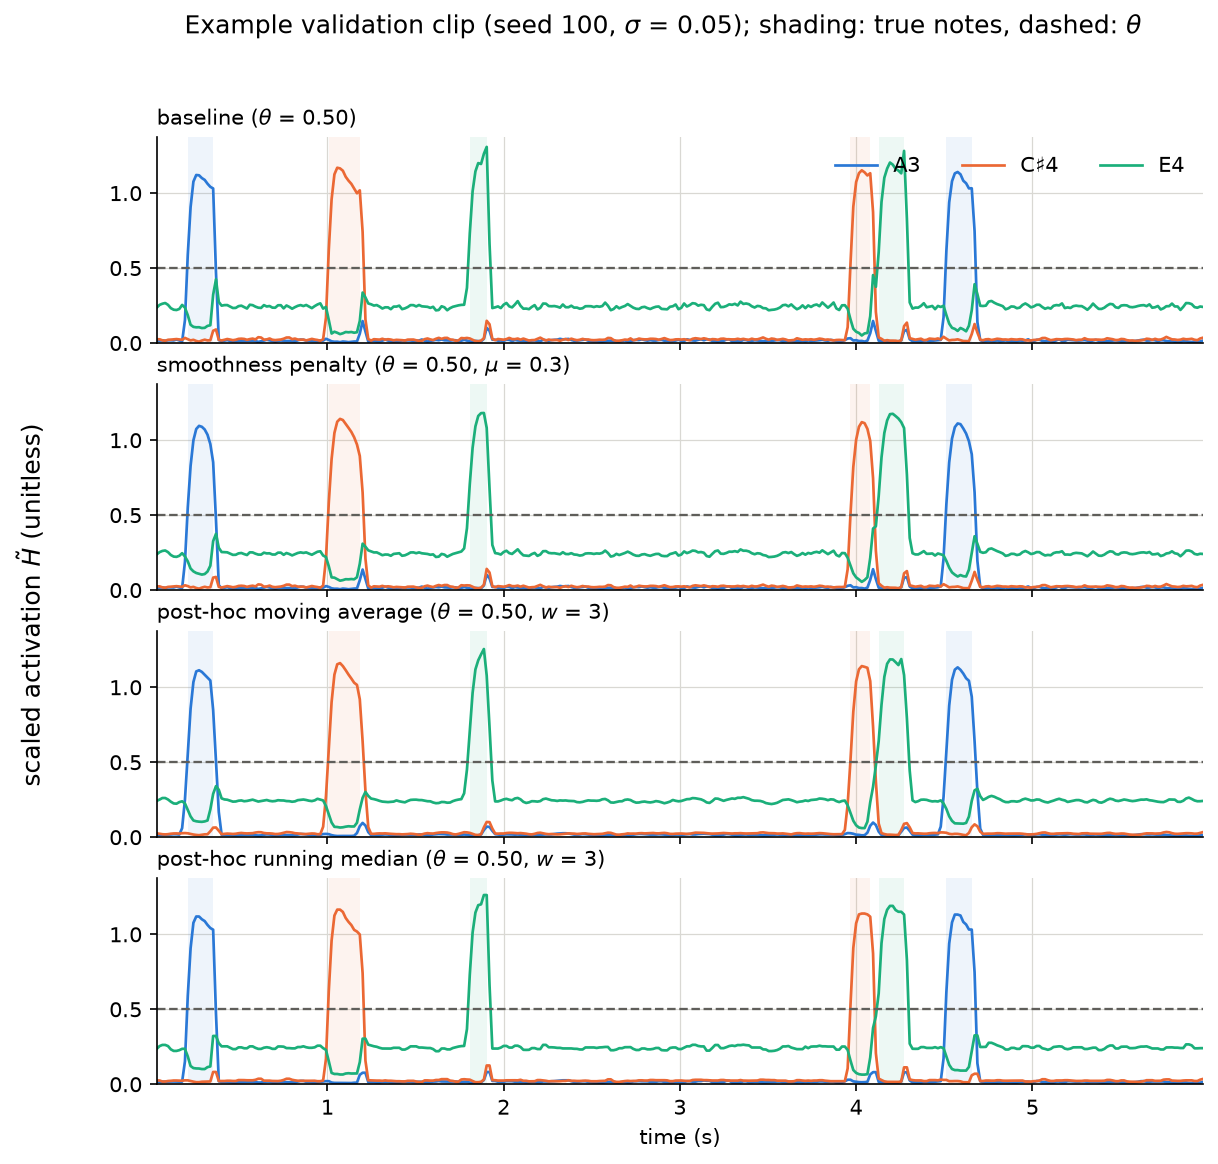 Example validation clip (seed 100, σ = 0.05); shading: true notes, dashed: θ
baseline (θ = 0.50)
A3 C♯4 E4
1.0
0.5
0.0
smoothness penalty (θ = 0.50, μ = 0.3)
1.0
0.5
0.0
post-hoc moving average (θ = 0.50, w = 3)
1.0
0.5
0.0
post-hoc running median (θ = 0.50, w = 3)
1.0
0.5
0.0
1 2 3 4 5
time (s)
scaled activation H̃ (unitless)